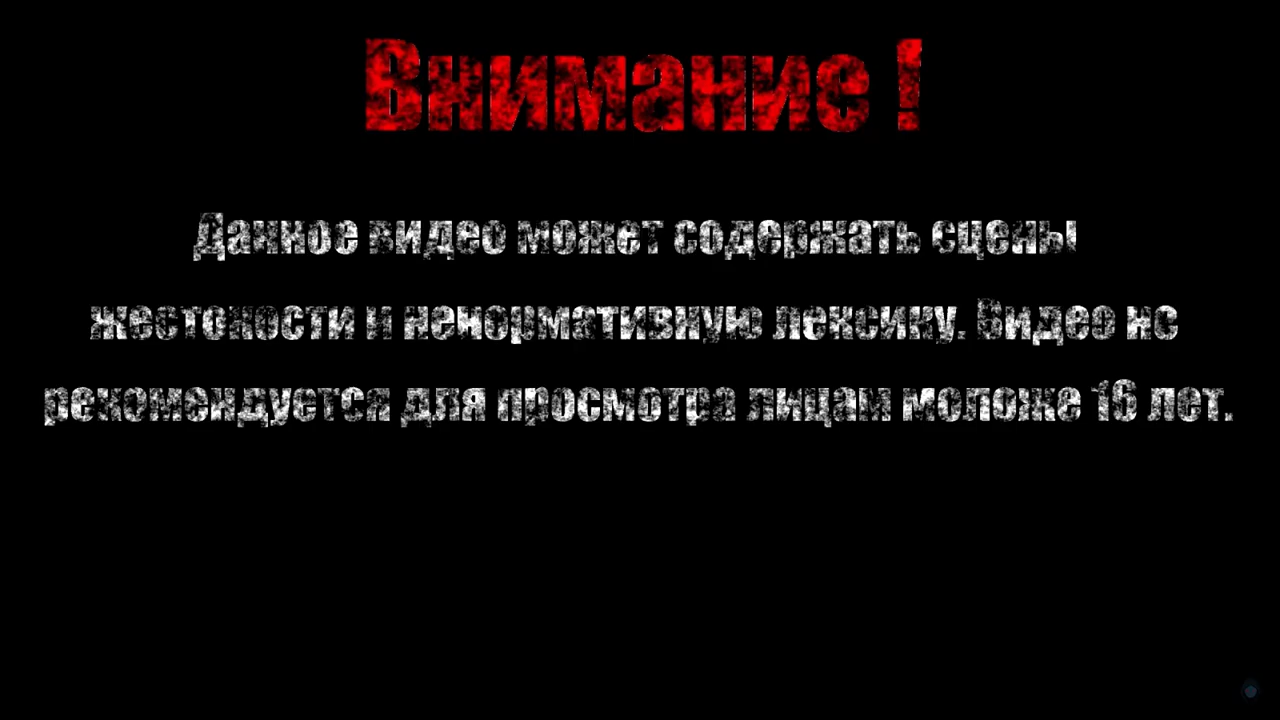 Внимание !
Данное видео может содержать сцены
жестокости и ненормативную лексику. Видео не
рекомендуется для просмотра лицам моложе 16 лет.